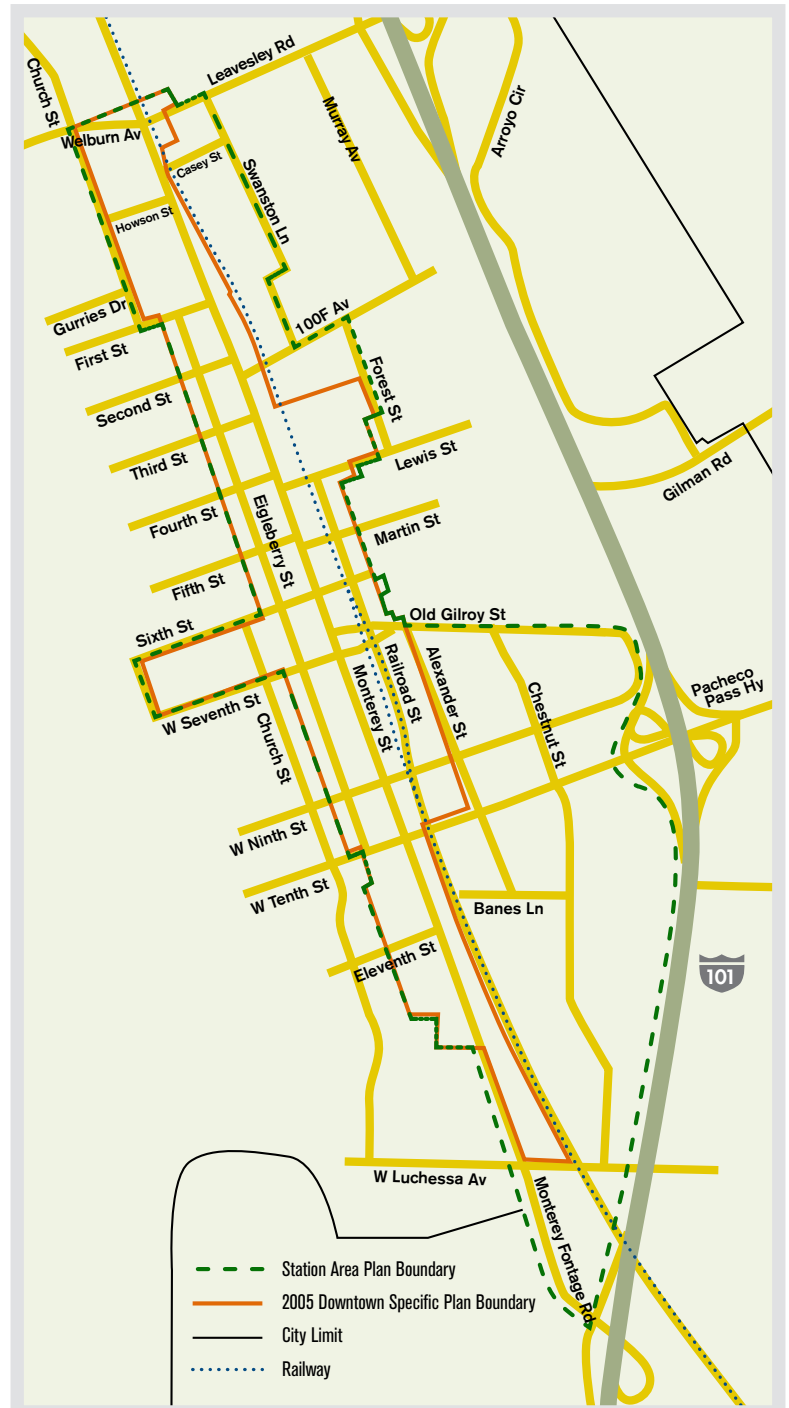 Church St
Leavesley Rd
Welburn Av
Murray Av
Arroyo Cir
Casey St
Swanston Ln
Howson St
Gurries Dr
100F Av
First St
Forest St
Second St
Third St
Lewis St
Gilman Rd
Fourth St
Eigleberry St
Martin St
Fifth St
Sixth St
Old Gilroy St
Railroad St
Alexander St
Monterey St
Chestnut St
Pacheco
Pass Hy
W Seventh St
Church St
W Ninth St
W Tenth St
Banes Ln
Eleventh St
101
W Luchessa Av
Monterey Fontage Rd
Station Area Plan Boundary
2005 Downtown Specific Plan Boundary
City Limit
Railway